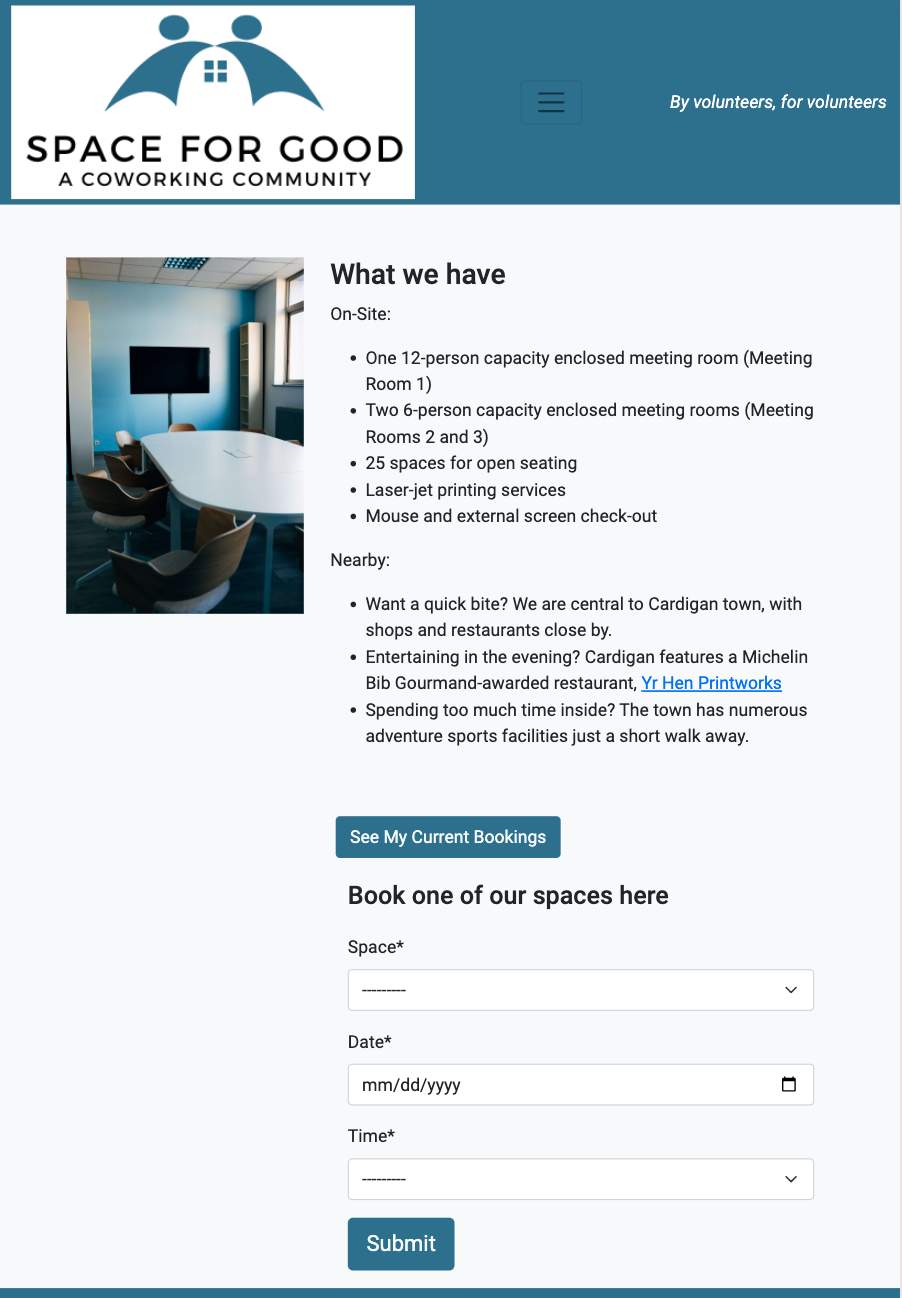 SPACE FOR GOOD
A COWORKING COMMUNITY
By volunteers, for volunteers
What we have
On-Site:
• One 12-person capacity enclosed meeting room (Meeting
Room 1)
• Two 6-person capacity enclosed meeting rooms (Meeting
Rooms 2 and 3)
• 25 spaces for open seating
• Laser-jet printing services
• Mouse and external screen check-out
Nearby:
• Want a quick bite? We are central to Cardigan town, with
shops and restaurants close by.
• Entertaining in the evening? Cardigan features a Michelin
Bib Gourmand-awarded restaurant, Yr Hen Printworks
• Spending too much time inside? The town has numerous
adventure sports facilities just a short walk away.
See My Current Bookings
Book one of our spaces here
Space*
---------
Date*
mm/dd/yyyy
Time*
---------
Submit